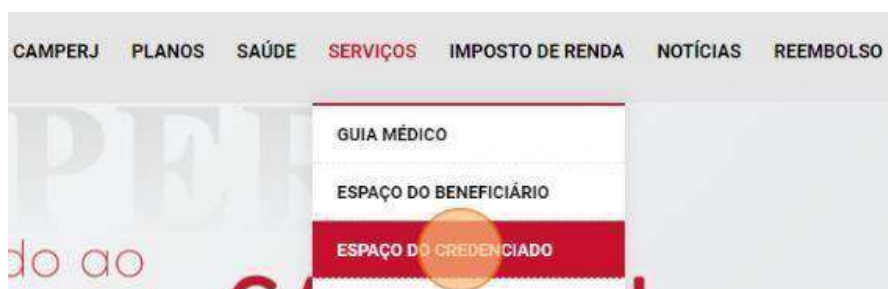 CAMPERJ PLANOS SAÚDE SERVIÇOS IMPOSTO DE RENDA NOTÍCIAS REEMBOLSO
GUIA MÉDICO
ESPAÇO DO BENEFICIÁRIO
ESPAÇO DO CREDENCIADO
do ao